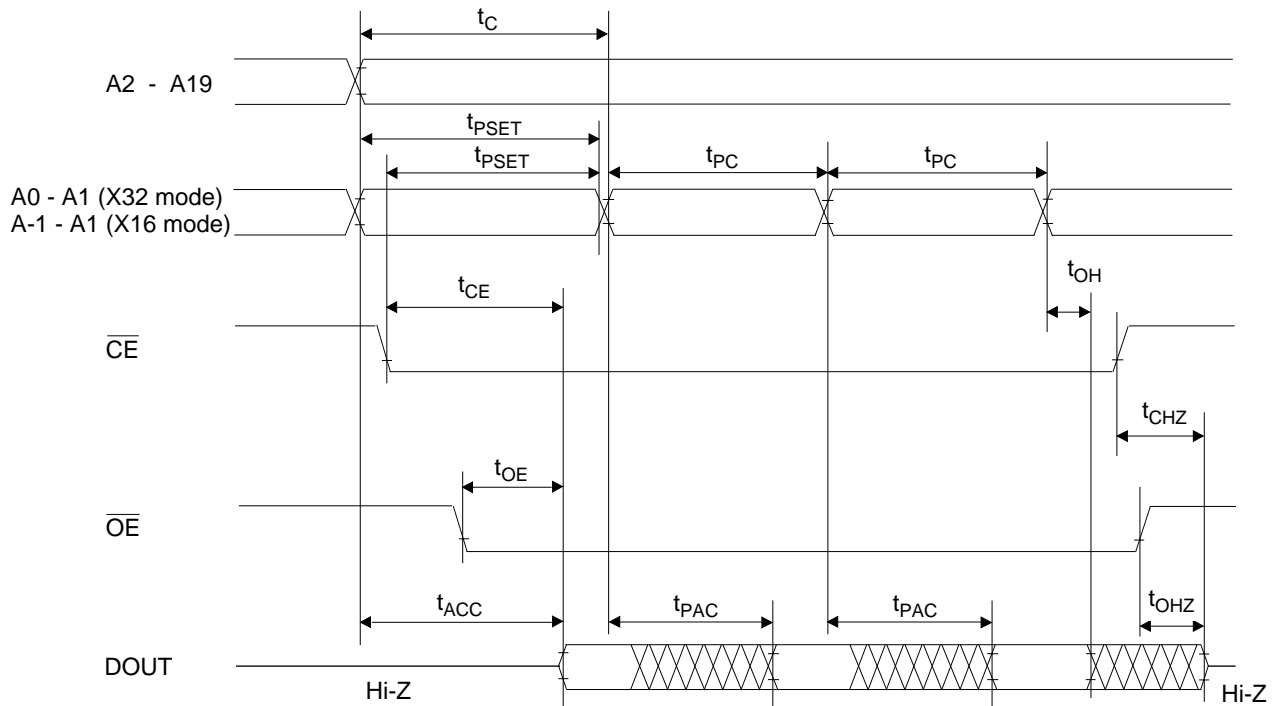 tC
A2 - A19
tPSET
tPSET
tPC
tPC
A0 - A1 (X32 mode)
A-1 - A1 (X16 mode)
tOH
tCE
CE
tCHZ
tOE
OE
tOHZ
tACC
tPAC
tPAC
DOUT
Hi-Z
Hi-Z